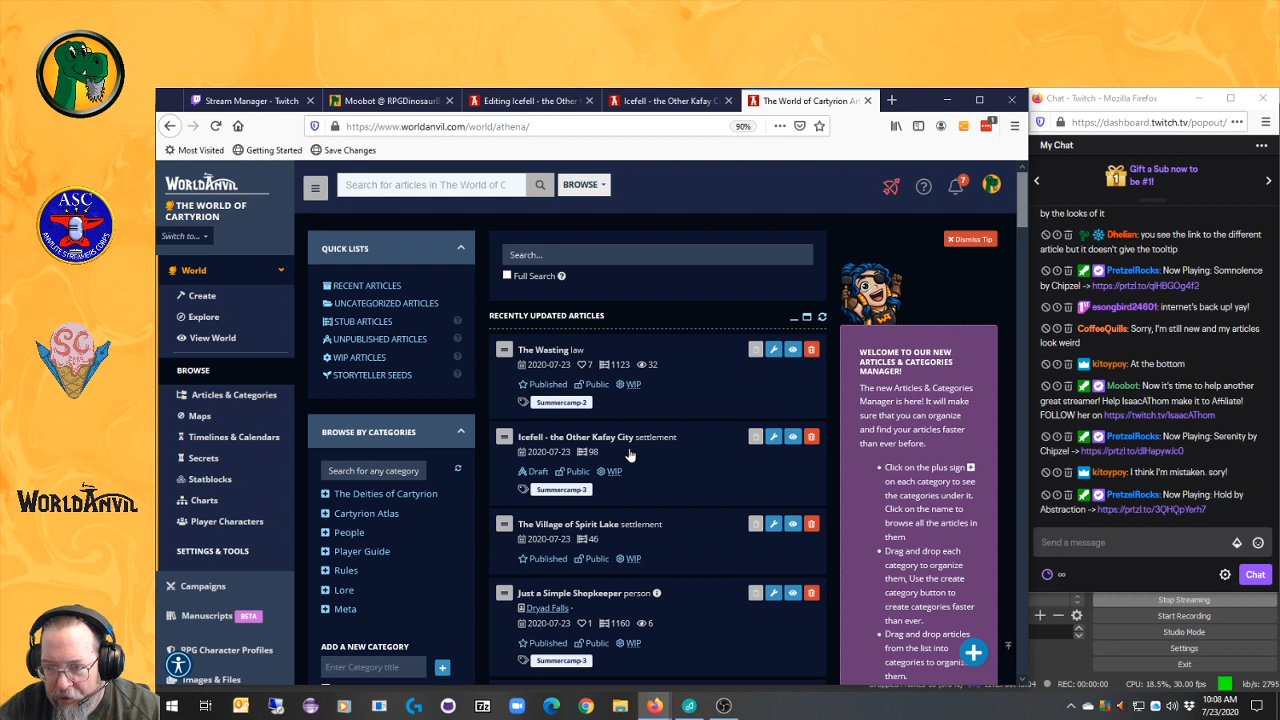 Stream Manager - Twitch
Moobot @ RPGDinosaurB
Editing Icefell - the Other
Icefell - the Other Kafay C
The World of Cartyrion Ar
https://www.worldanvil.com/world/athena/
90%
Most Visited
Getting Started
Save Changes
WORLDANVIL
THE WORLD OF
CARTYRION
Switch to...
World
Create
Explore
View World
BROWSE
Articles & Categories
Maps
Timelines & Calendars
Secrets
Statblocks
Charts
Player Characters
SETTINGS & TOOLS
Campaigns
Manuscripts BETA
RPG Character Profiles
Images & Files
Search for articles in The World of C
BROWSE
7
QUICK LISTS
RECENT ARTICLES
UNCATEGORIZED ARTICLES
STUB ARTICLES
UNPUBLISHED ARTICLES
WIP ARTICLES
STORYTELLER SEEDS
BROWSE BY CATEGORIES
Search for any category
The Deities of Cartyrion
Cartyrion Atlas
People
Player Guide
Rules
Lore
Meta
ADD A NEW CATEGORY
Enter Category title
Search...
Full Search
RECENTLY UPDATED ARTICLES
The Wasting law
2020-07-23 7 1123 32
Published Public WIP
Summercamp-2
Icefell - the Other Kafay City settlement
2020-07-23 98
Draft Public WIP
Summercamp-3
The Village of Spirit Lake settlement
2020-07-23 46
Published Public WIP
Just a Simple Shopkeeper person
Dryad Falls
2020-07-23 1 1160 6
Published Public WIP
Summercamp-3
Dismiss Tip
WELCOME TO OUR NEW
ARTICLES & CATEGORIES
MANAGER!
The new Articles & Categories
Manager is here! It will make
sure that you can organize
and find your articles faster
than ever before.
Click on the plus sign
on each category to see
the categories under it.
Click on the name to
browse all the articles in
them
Drag and drop each
category to organize
them, Use the create
category button to
create categories faster
than ever.
Drag and drop articles
from the list into
categories to organize
them.
Chat - Twitch - Mozilla Firefox
https://dashboard.twitch.tv/popout/
My Chat
Gift a Sub now to
be #1!
by the looks of it
Dhelian: you see the link to the different
article but it doesn't give the tooltip
PretzelRocks: Now Playing: Somnolence
by Chipzel -> https://prtzl.to/qlHBGOg4f2
esongbird24601: internet's back up! yay!
CoffeeQuills: Sorry, I'm still new and my articles
look weird
kitoypoy: At the bottom
Moobot: Now it's time to help another
great streamer! Help IsaacAThom make it to Affiliate!
FOLLOW her on https://twitch.tv/IsaacAThom
PretzelRocks: Now Playing: Serenity by
Chipzel ->
kitoypoy: I think I'm mistaken. sorry!
PretzelRocks: Now Playing: Hold by
Abstraction -> https://prtzl.to/3QHQpYerh7
Send a message
Chat
Stop Streaming
Start Recording
Studio Mode
Settings
Exit
REC: 00:00:00 CPU: 18.5%, 30.00 fps kb/s: 2795
10:08 AM
7/23/2020
ASC
ANVILITE STREAMERS CORPS
SC
WORLDANVIL